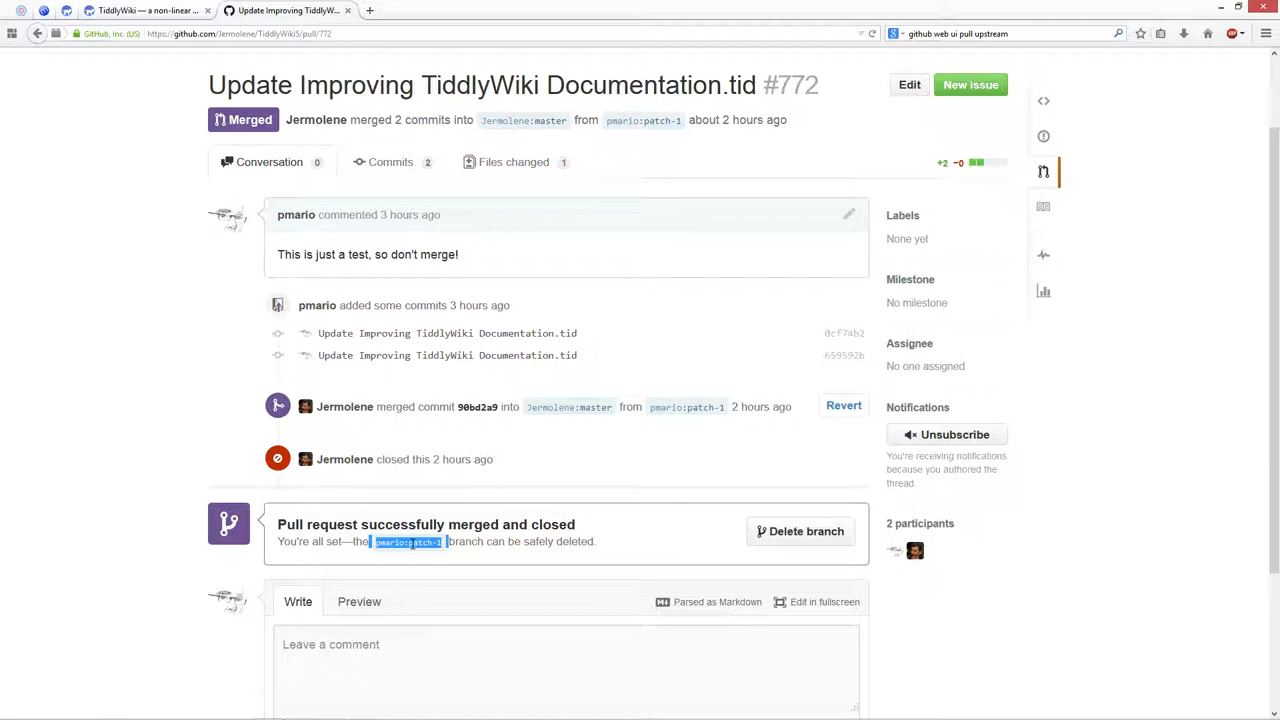 TiddlyWiki — a non-linear ...
Update Improving TiddlyW...
GitHub, Inc. (US)
https://github.com/Jermolene/TiddlyWiki5/pull/772
github web ui pull upstream
Update Improving TiddlyWiki Documentation.tid #772
Edit
New issue
Merged
Jermolene merged 2 commits into Jermolene:master from pmario:patch-1 about 2 hours ago
Conversation 0
Commits 2
Files changed 1
+2 −0
pmario commented 3 hours ago
This is just a test, so don't merge!
pmario added some commits 3 hours ago
Update Improving TiddlyWiki Documentation.tid 0cf74b2
Update Improving TiddlyWiki Documentation.tid 659592b
Jermolene merged commit 90bd2a9 into Jermolene:master from pmario:patch-1 2 hours ago
Revert
Jermolene closed this 2 hours ago
Pull request successfully merged and closed
You're all set—the pmario:patch-1 branch can be safely deleted.
Delete branch
Write
Preview
Parsed as Markdown
Edit in fullscreen
Leave a comment
Labels
None yet
Milestone
No milestone
Assignee
No one assigned
Notifications
Unsubscribe
You're receiving notifications
because you authored the
thread.
2 participants